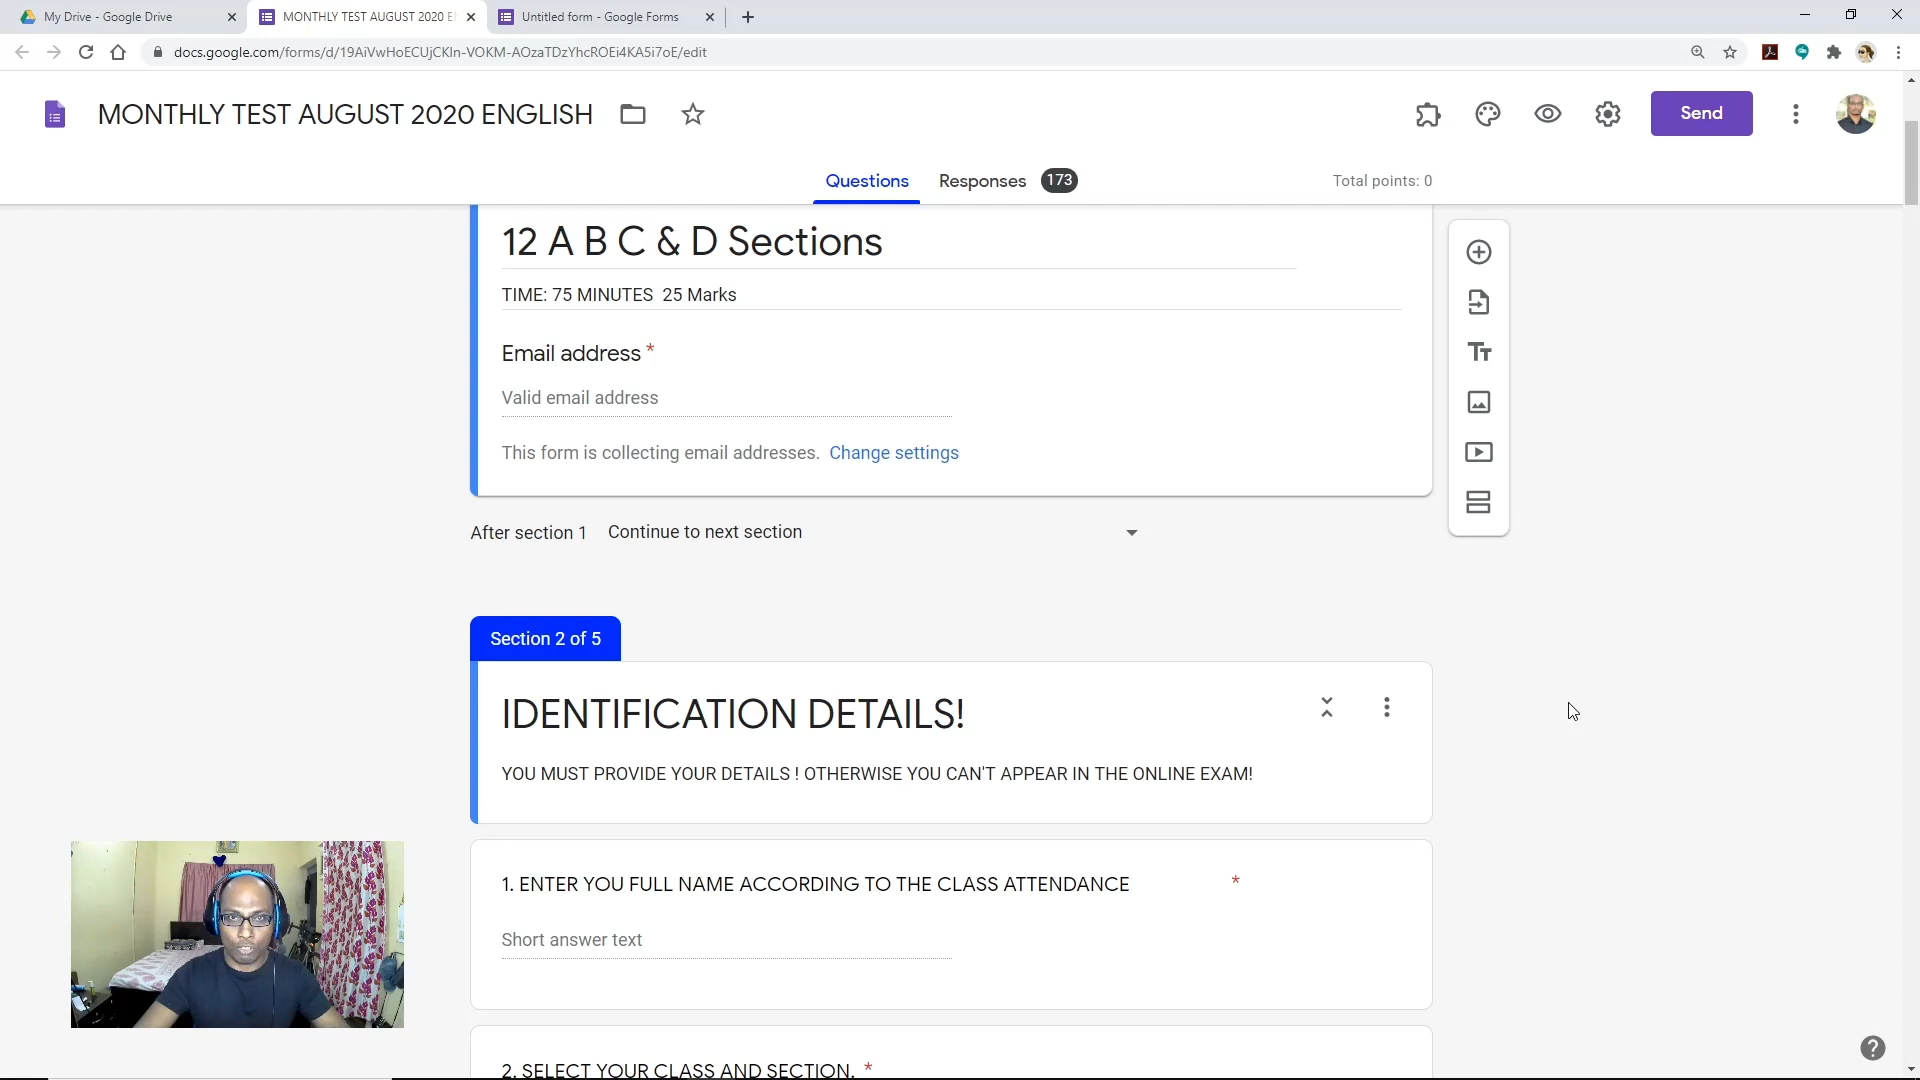 My Drive - Google Drive
MONTHLY TEST AUGUST 2020 E
Untitled form - Google Forms
docs.google.com/forms/d/19AiVwHoECUjCKIn-VOKM-AOzaTDzYhcROEi4KA5i7oE/edit
MONTHLY TEST AUGUST 2020 ENGLISH
Send
Questions
Responses 173
Total points: 0
12 A B C & D Sections
TIME: 75 MINUTES  25 Marks
Email address *
Valid email address
This form is collecting email addresses. Change settings
After section 1 Continue to next section
Section 2 of 5
IDENTIFICATION DETAILS!
YOU MUST PROVIDE YOUR DETAILS ! OTHERWISE YOU CAN'T APPEAR IN THE ONLINE EXAM!
1. ENTER YOU FULL NAME ACCORDING TO THE CLASS ATTENDANCE *
Short answer text
2. SELECT YOUR CLASS AND SECTION. *